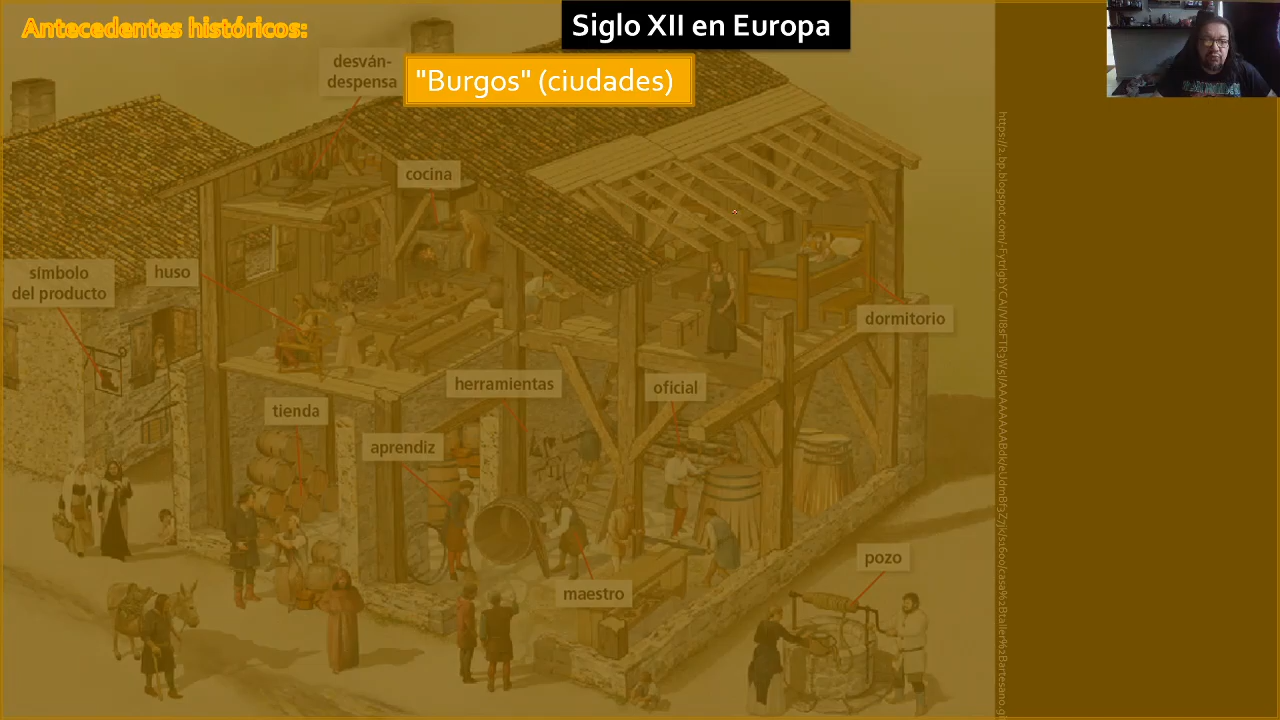 Antecedentes históricos:
Siglo XII en Europa
"Burgos" (ciudades)
desván-
despensa
cocina
símbolo
del producto
huso
dormitorio
herramientas
oficial
tienda
aprendiz
pozo
maestro